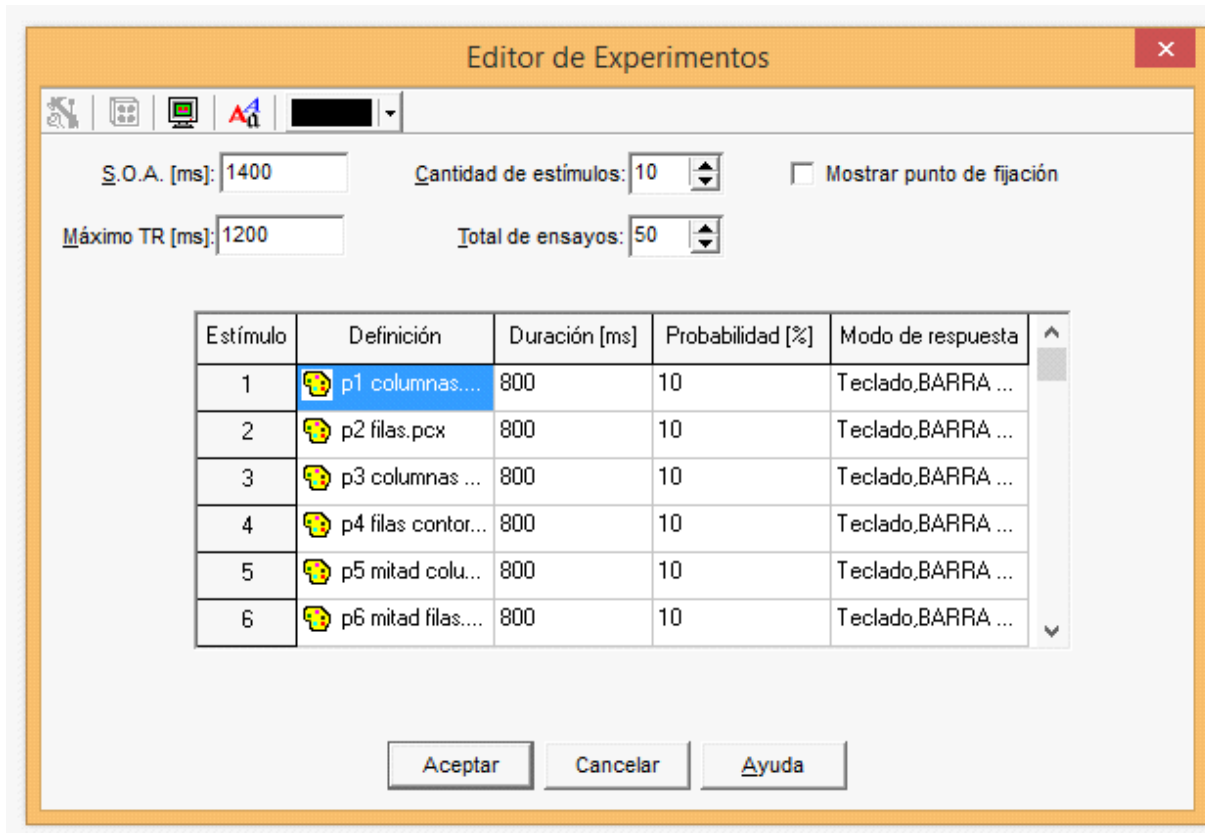 Editor de Experimentos
S.O.A. [ms]: 1400 Cantidad de estímulos: 10 Mostrar punto de fijación
Máximo TR [ms]: 1200 Total de ensayos: 50
Estímulo Definición Duración [ms] Probabilidad [%] Modo de respuesta
1 p1 columnas.... 800 10 Teclado,BARRA ...
2 p2 filas.pcx 800 10 Teclado,BARRA ...
3 p3 columnas ... 800 10 Teclado,BARRA ...
4 p4 filas contor... 800 10 Teclado,BARRA ...
5 p5 mitad colu... 800 10 Teclado,BARRA ...
6 p6 mitad filas.... 800 10 Teclado,BARRA ...
Aceptar Cancelar Ayuda